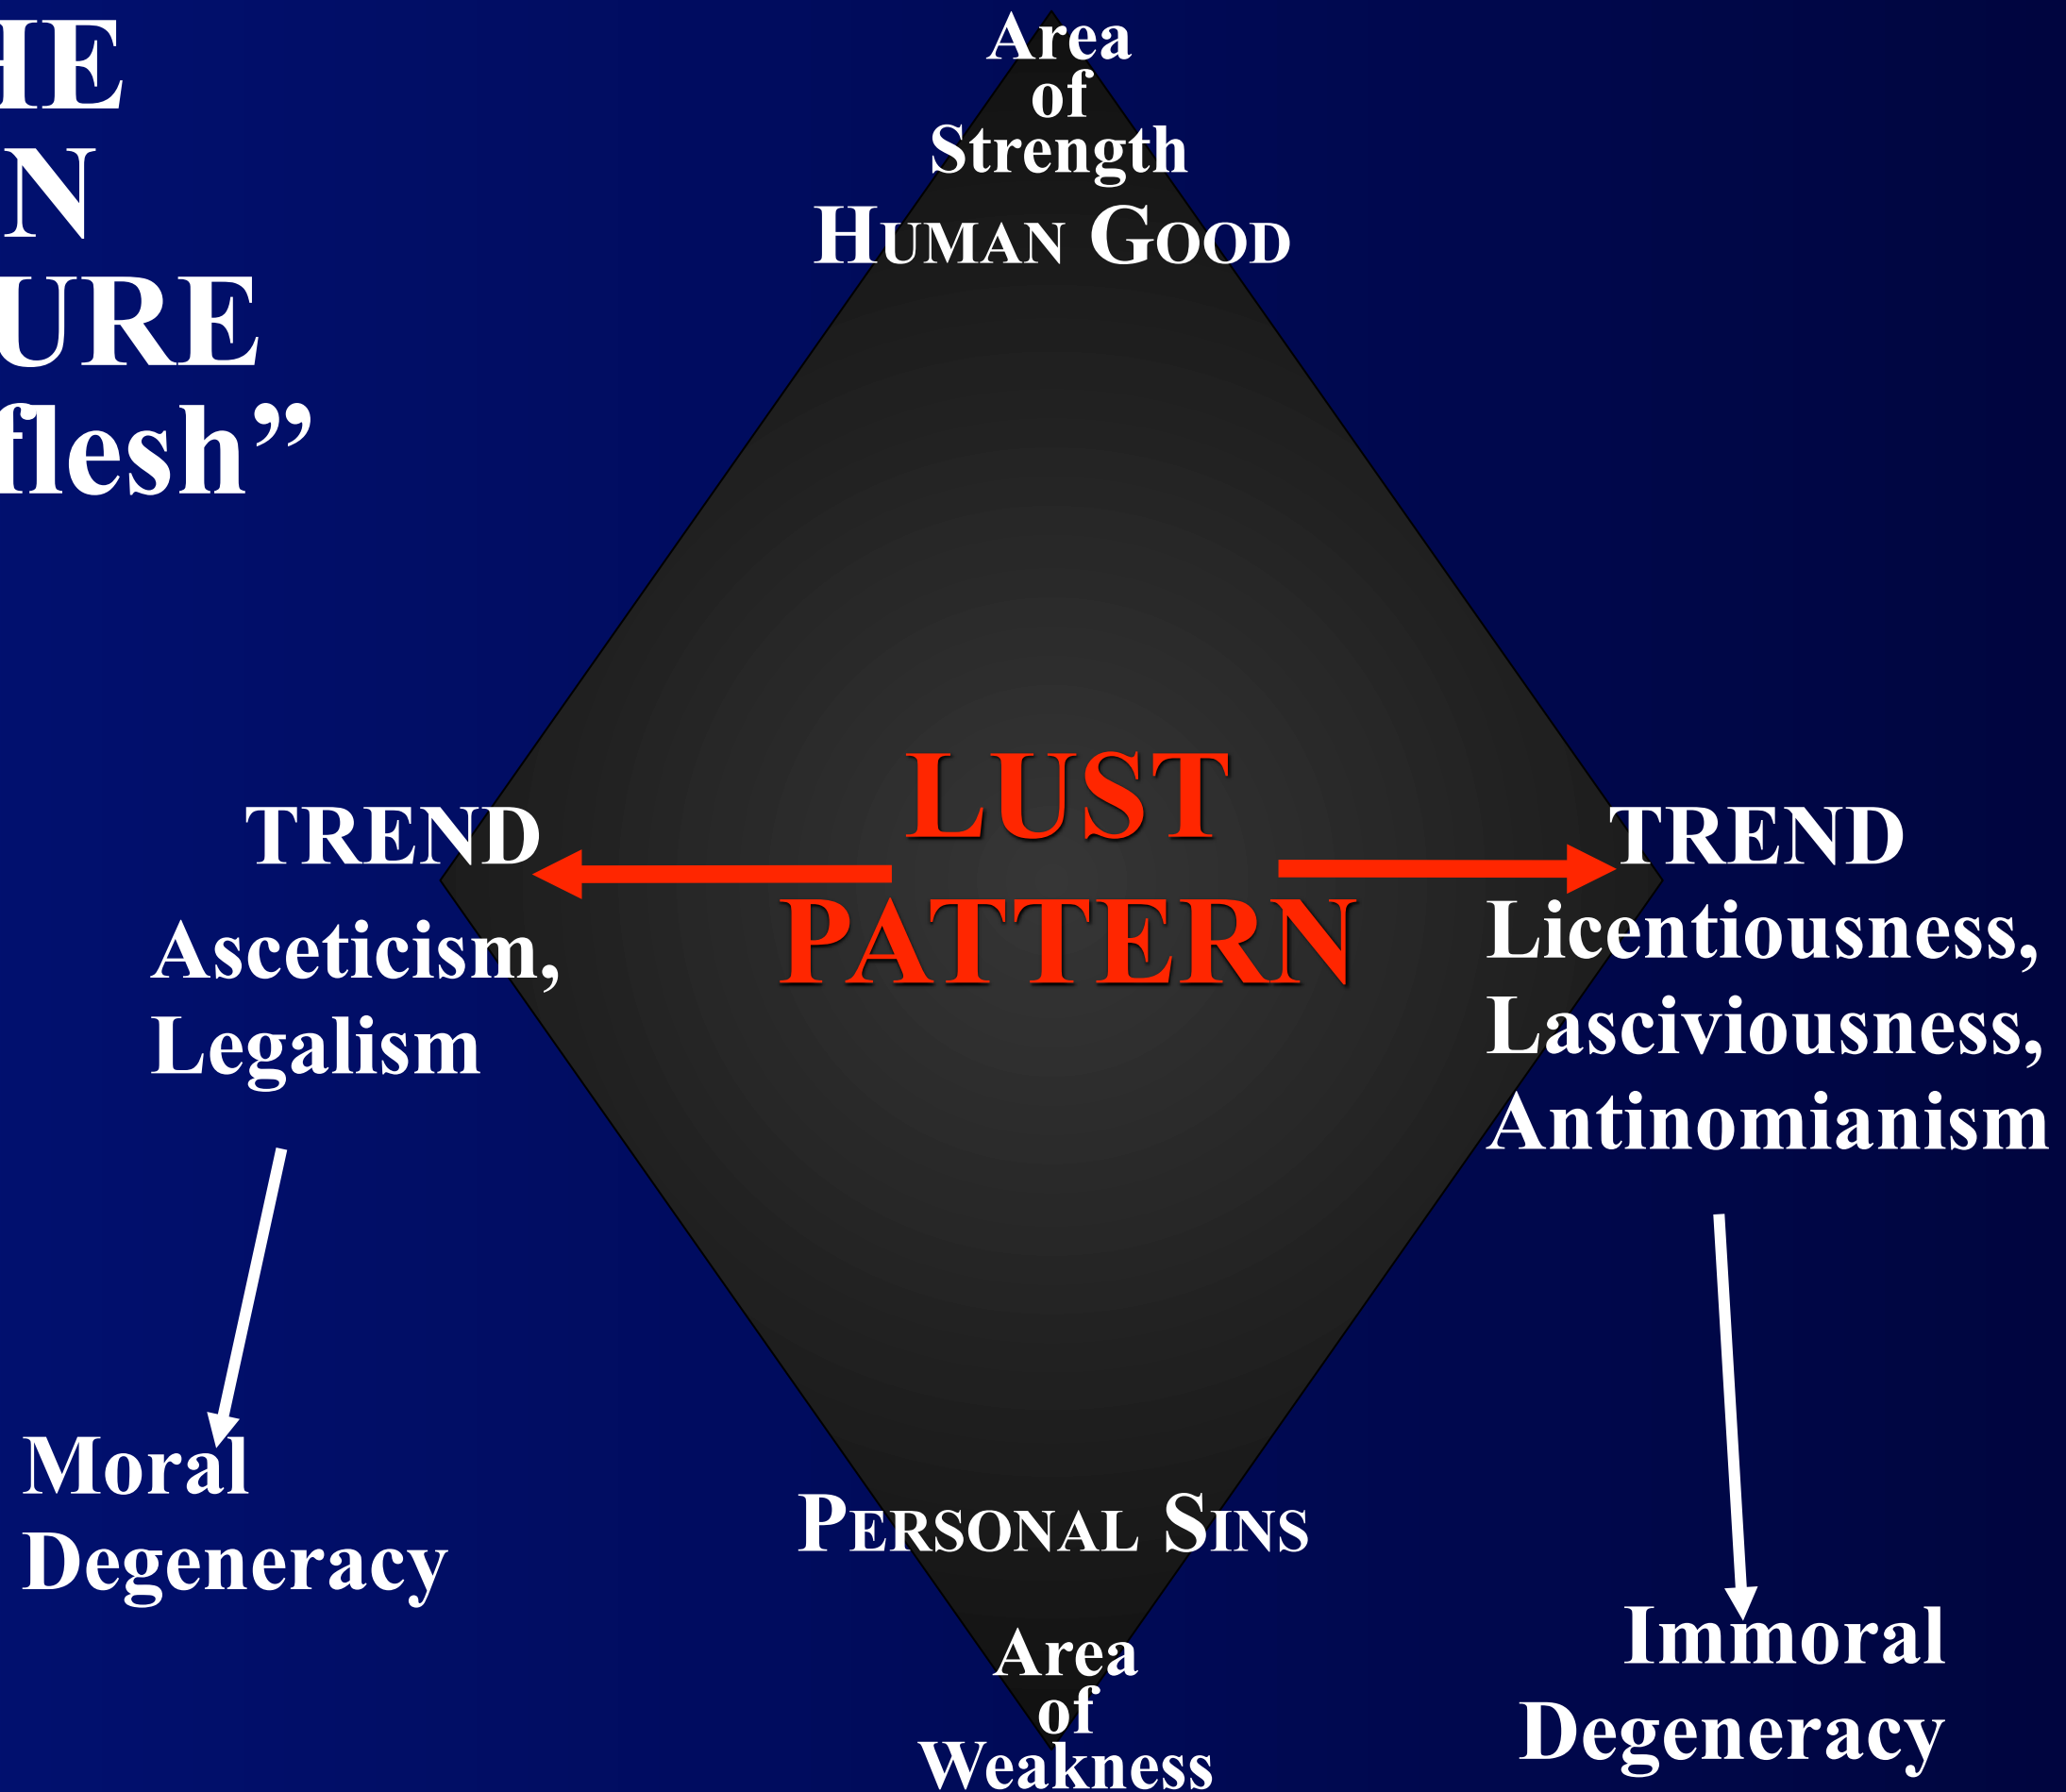 HE
N
URE
flesh”
Area
of
Strength
HUMAN GOOD
LUST
PATTERN
TREND
Asceticism,
Legalism
TREND
Licentiousness,
Lasciviousness,
Antinomianism
Moral
Degeneracy
Immoral
Degeneracy
PERSONAL SINS
Area
of
Weakness